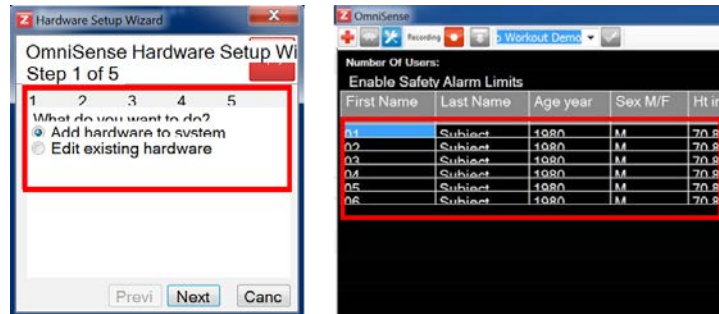 Hardware Setup Wizard
OmniSense Hardware Setup Wi
Step 1 of 5
1 2 3 4 5
What do you want to do?
Add hardware to system
Edit existing hardware
Previ Next Canc
OmniSense
Recording Workout Demo
Number Of Users:
Enable Safety Alarm Limits
First Name Last Name Age year Sex M/F Ht in
01 Subject 1980 M 70.8
02 Subject 1980 M 70.8
03 Subject 1980 M 70.8
04 Subject 1980 M 70.8
05 Subject 1980 M 70.8
06 Subject 1980 M 70.8